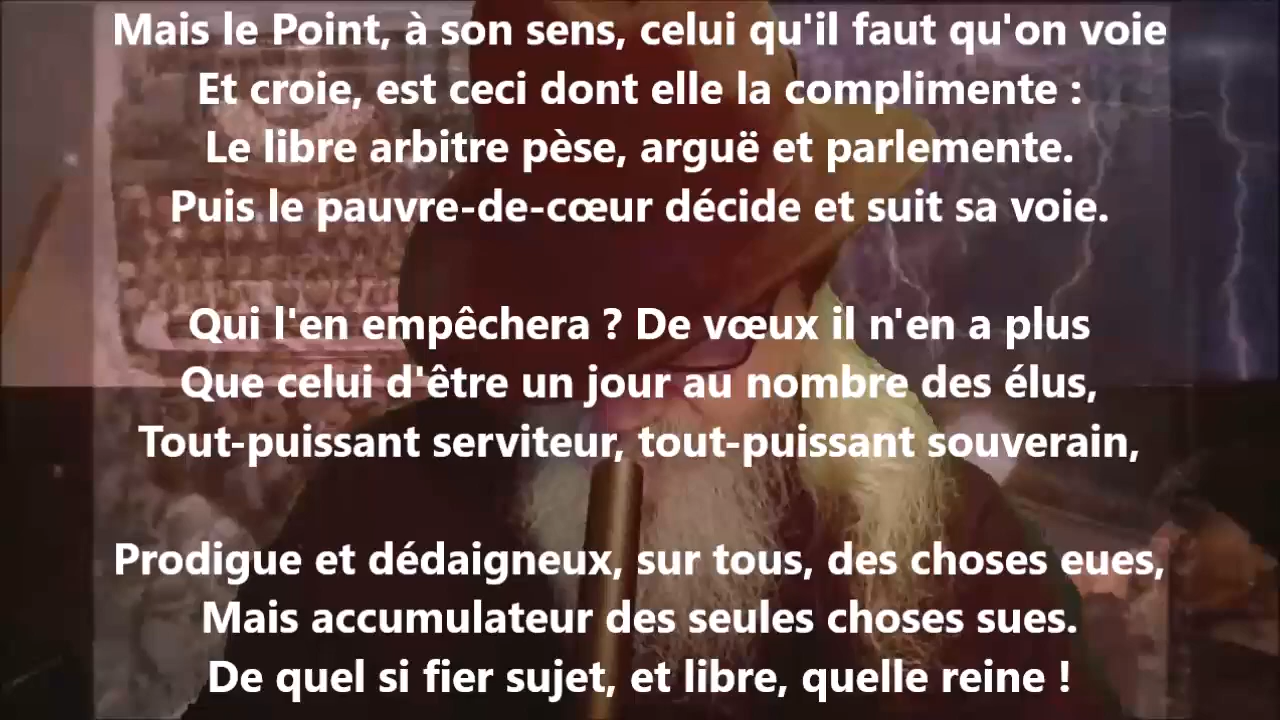 Mais le Point, à son sens, celui qu'il faut qu'on voie
Et croie, est ceci dont elle la complimente :
Le libre arbitre pèse, arguë et parlemente.
Puis le pauvre-de-cœur décide et suit sa voie.
Qui l'en empêchera ? De vœux il n'en a plus
Que celui d'être un jour au nombre des élus,
Tout-puissant serviteur, tout-puissant souverain,
Prodigue et dédaigneux, sur tous, des choses eues,
Mais accumulateur des seules choses sues.
De quel si fier sujet, et libre, quelle reine !